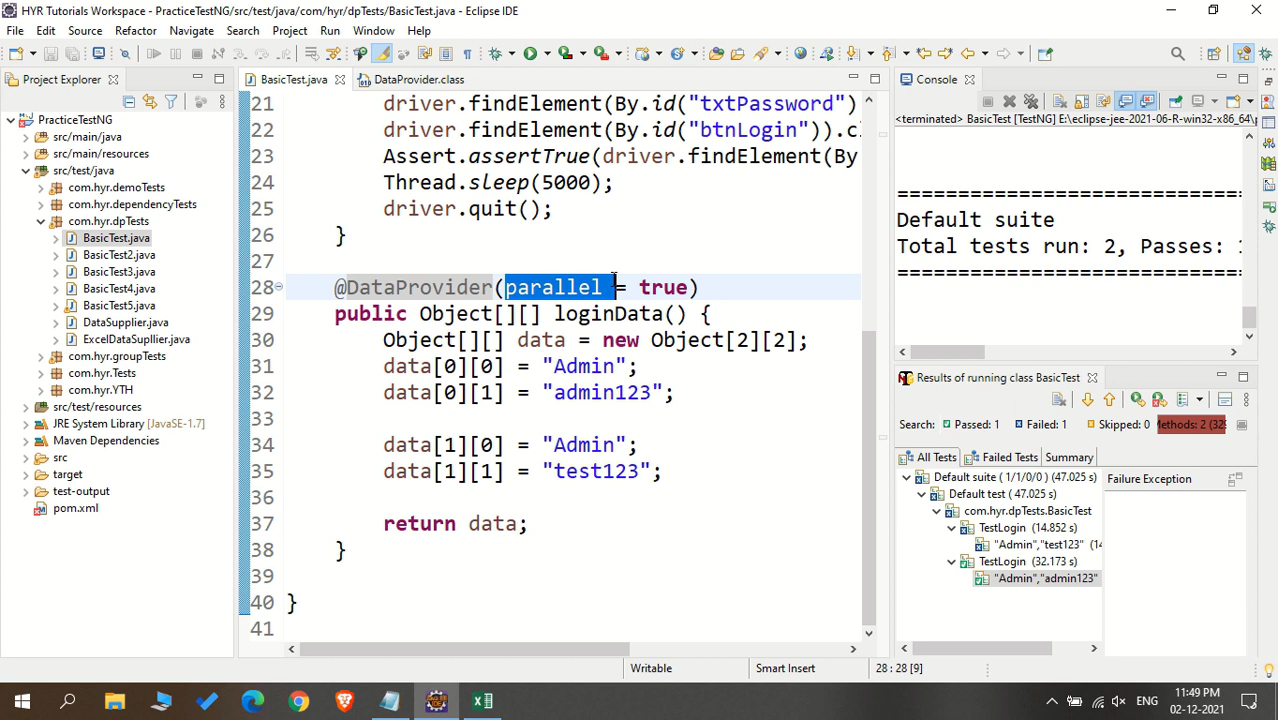 HYR Tutorials Workspace - PracticeTestNG/src/test/java/com/hyr/dpTests/BasicTest.java - Eclipse IDE
File Edit Source Refactor Navigate Search Project Run Window Help
Project Explorer
PracticeTestNG
src/main/java
src/main/resources
src/test/java
com.hyr.demoTests
com.hyr.dependencyTests
com.hyr.dpTests
BasicTest.java
BasicTest2.java
BasicTest3.java
BasicTest4.java
BasicTest5.java
DataSupplier.java
ExcelDataSupllier.java
com.hyr.groupTests
com.hyr.Tests
com.hyr.YTH
src/test/resources
JRE System Library [JavaSE-1.7]
Maven Dependencies
src
target
test-output
pom.xml
BasicTest.java DataProvider.class
21 driver.findElement(By.id("txtPassword")
22 driver.findElement(By.id("btnLogin")).c
23 Assert.assertTrue(driver.findElement(By
24 Thread.sleep(5000);
25 driver.quit();
26 }
27
28 @DataProvider(parallel = true)
29 public Object[][] loginData() {
30 Object[][] data = new Object[2][2];
31 data[0][0] = "Admin";
32 data[0][1] = "admin123";
33
34 data[1][0] = "Admin";
35 data[1][1] = "test123";
36
37 return data;
38 }
39
40 }
41
Console
<terminated> BasicTest [TestNG] E:\eclipse-jee-2021-06-R-win32-x86_64\
===============================
Default suite
Total tests run: 2, Passes:
===============================
Results of running class BasicTest
Search: Passed: 1 Failed: 1 Skipped: 0
All Tests Failed Tests Summary
Default suite ( 1/1/0/0 ) (47.025 s)
Default test ( 47.025 s)
com.hyr.dpTests.BasicTest
TestLogin (14.852 s)
"Admin","test123" (14
TestLogin (32.173 s)
"Admin","admin123"
Failure Exception
Writable Smart Insert 28 : 28 [9]
ENG
11:49 PM
02-12-2021